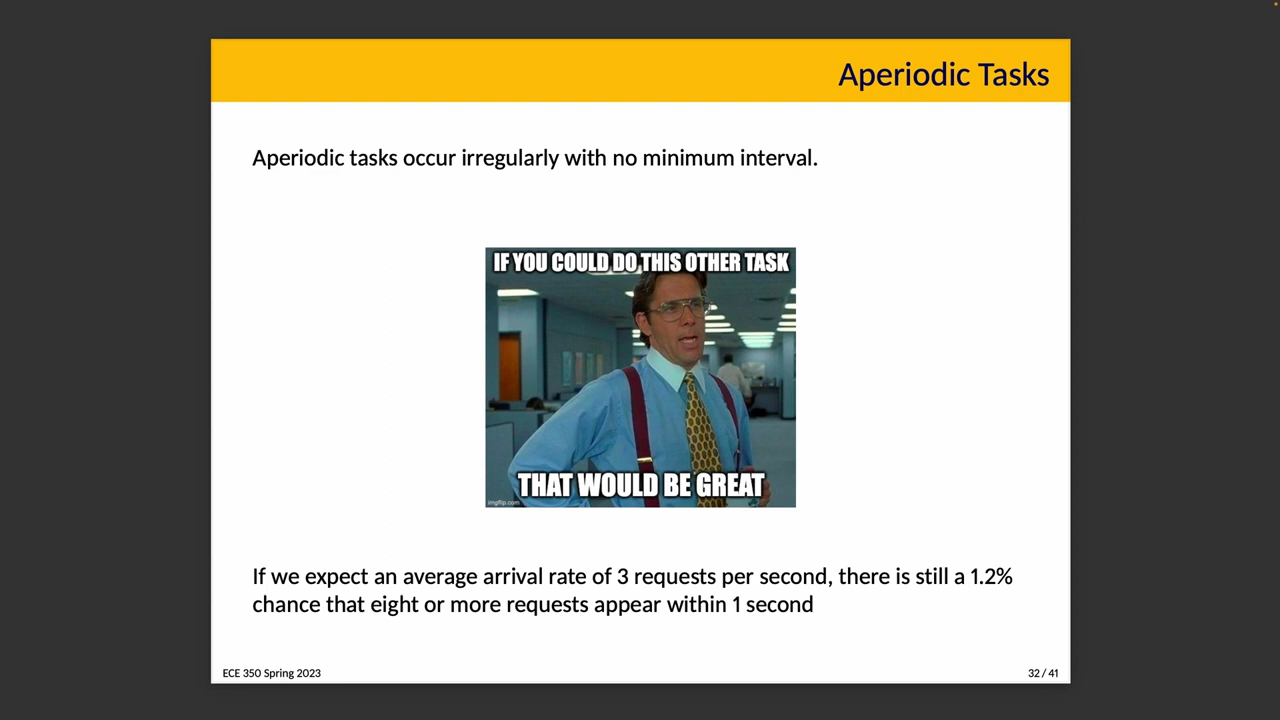 Aperiodic Tasks
Aperiodic tasks occur irregularly with no minimum interval.
IF YOU COULD DO THIS OTHER TASK
THAT WOULD BE GREAT
imgflip.com
If we expect an average arrival rate of 3 requests per second, there is still a 1.2%
chance that eight or more requests appear within 1 second
ECE 350 Spring 2023
32 / 41